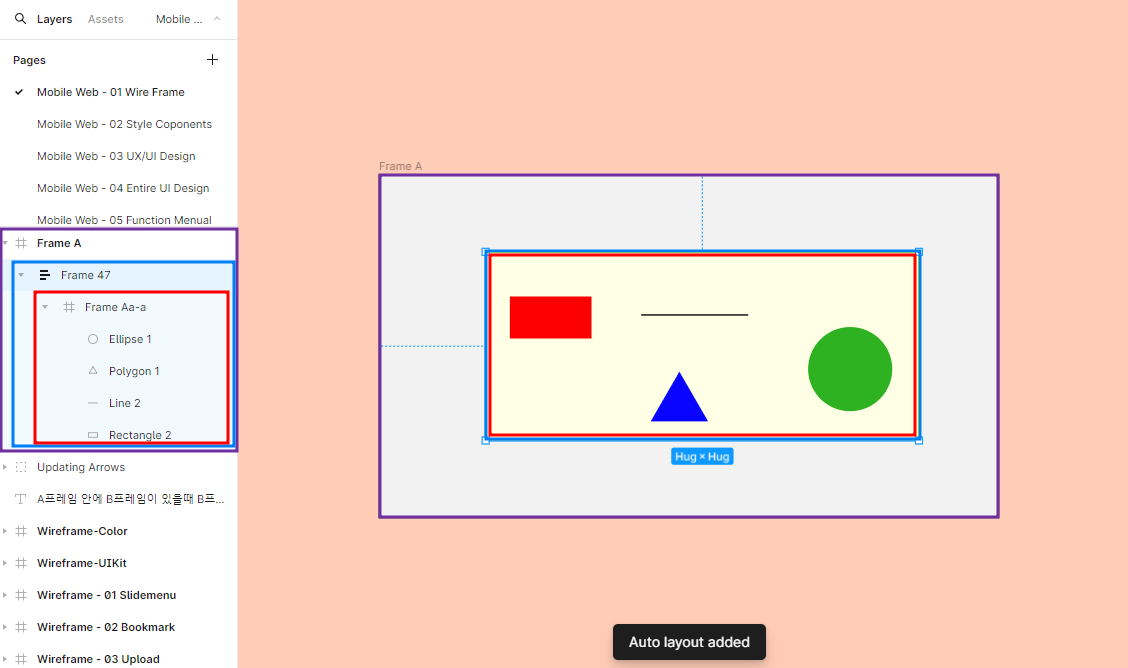 Layers Assets Mobile ...
Pages
Mobile Web - 01 Wire Frame
Mobile Web - 02 Style Coponents
Mobile Web - 03 UX/UI Design
Mobile Web - 04 Entire UI Design
Mobile Web - 05 Function Menual
Frame A
Frame 47
Frame Aa-a
Ellipse 1
Polygon 1
Line 2
Rectangle 2
Updating Arrows
A프레임 안에 B프레임이 있을때 B프...
Wireframe-Color
Wireframe-UIKit
Wireframe - 01 Slidemenu
Wireframe - 02 Bookmark
Wireframe - 03 Upload
Frame A
Hug × Hug
Auto layout added